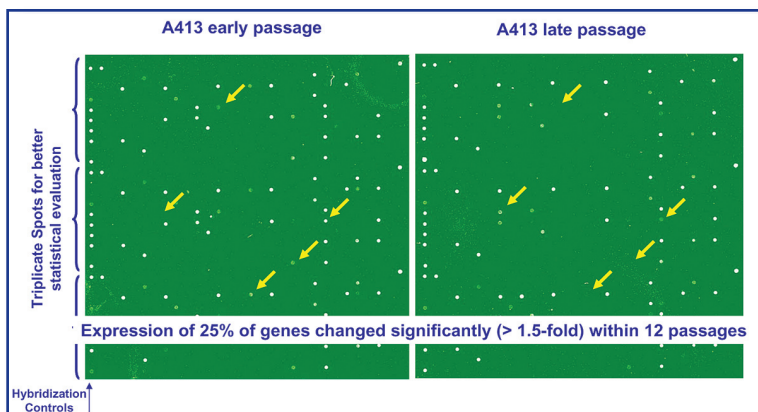 A413 early passage
A413 late passage
Triplicate Spots for better
statistical evaluation
Expression of 25% of genes changed significantly (> 1.5-fold) within 12 passages
Hybridization
Controls